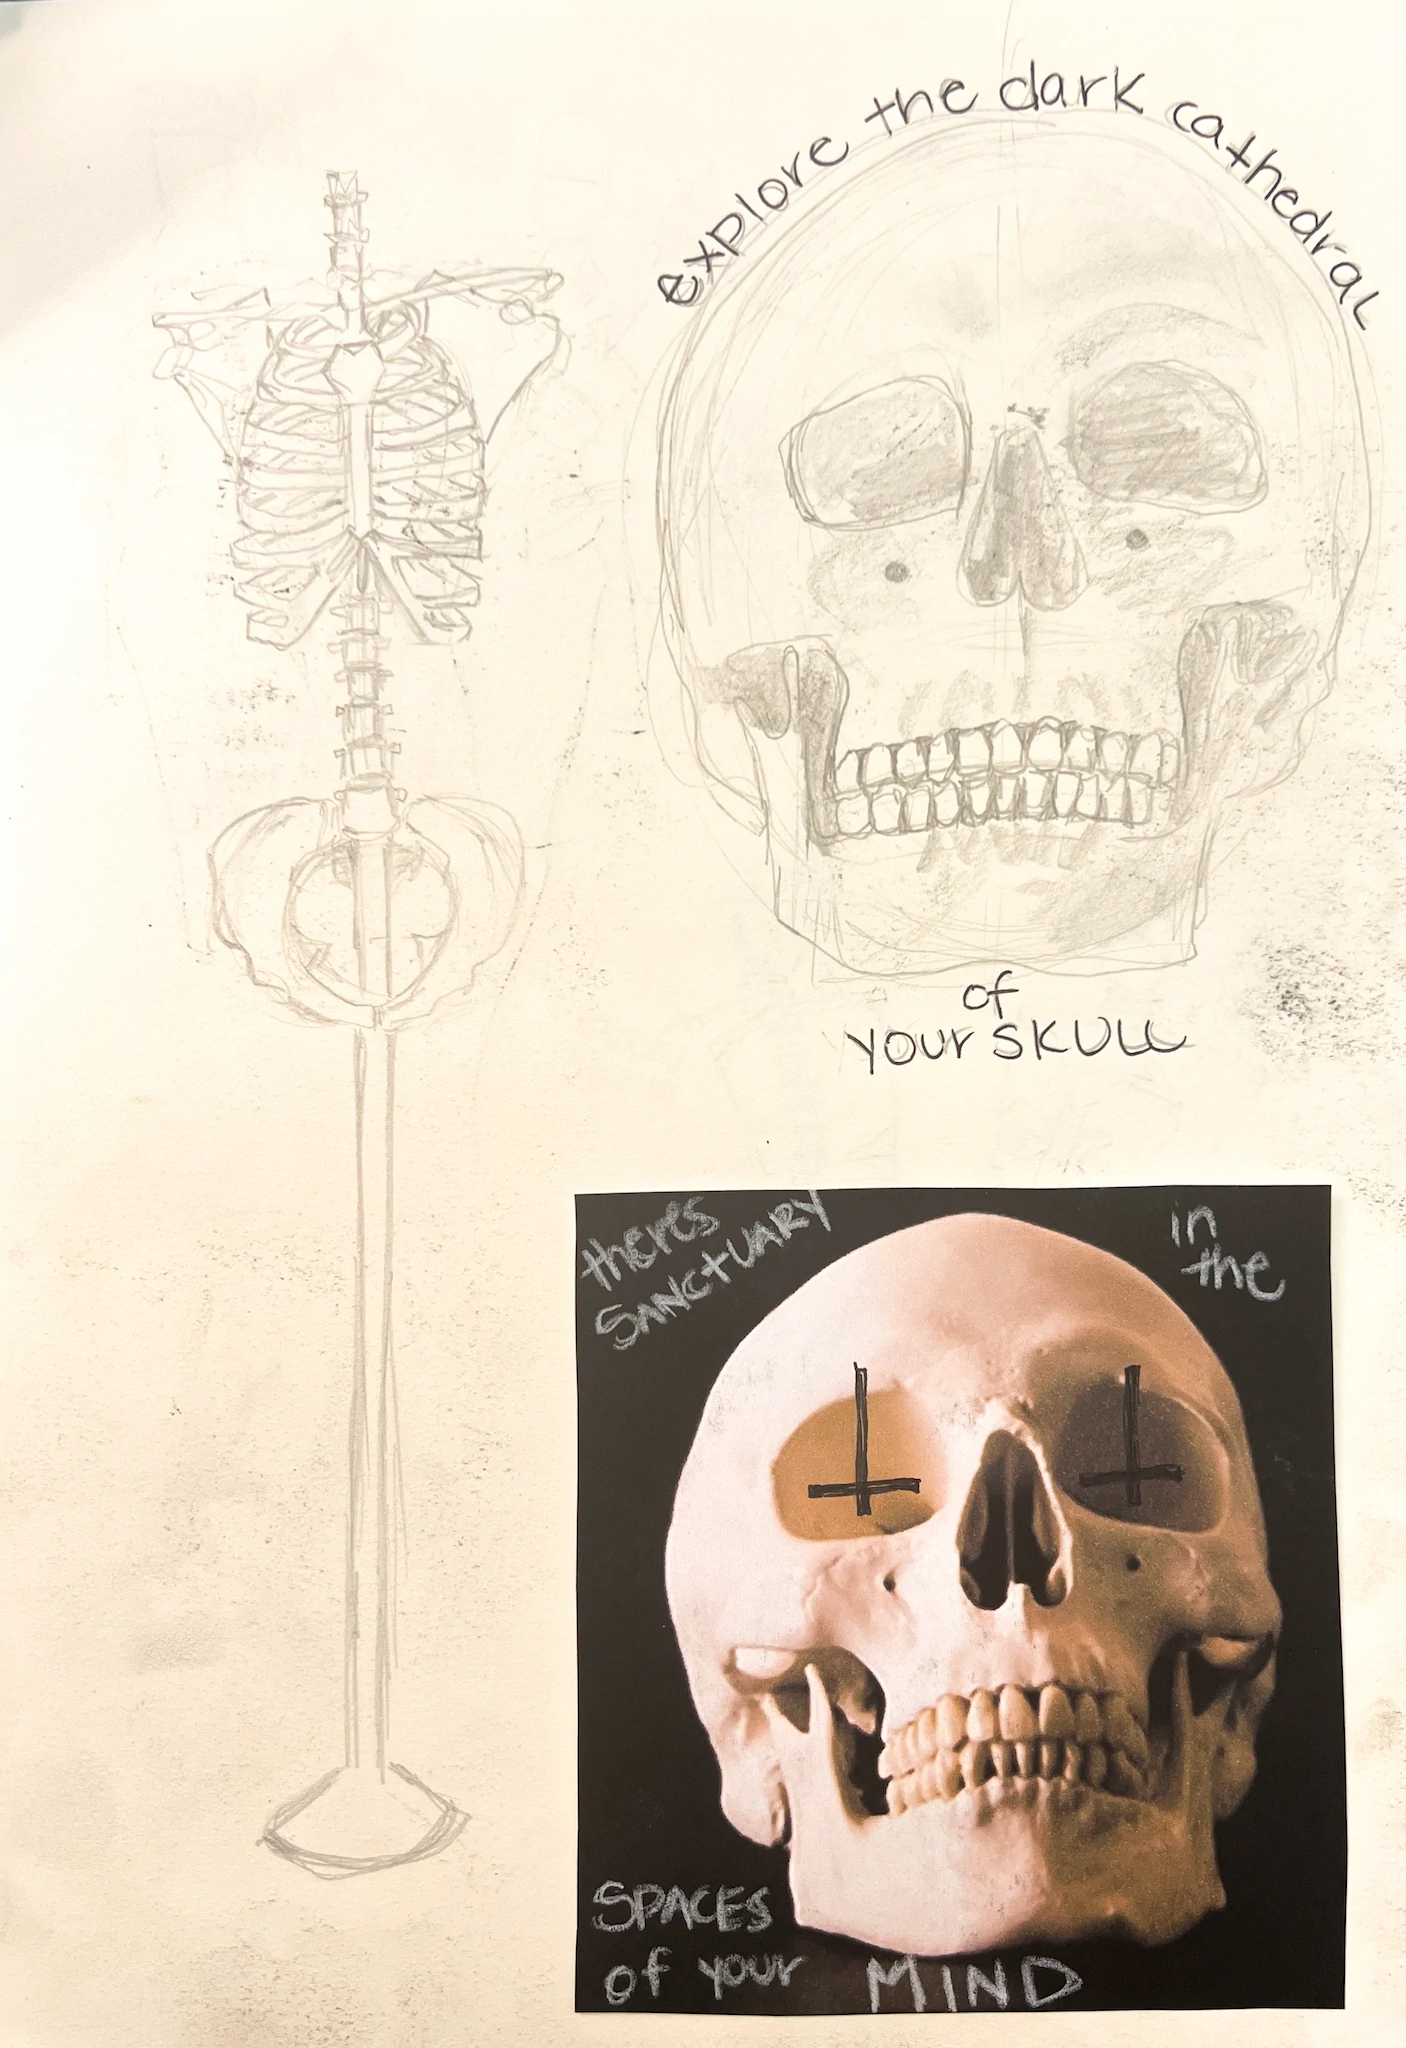 explore the dark cathedral
of
your SKULL
theres
SANCTUARY
in
the
SPACES
of your MIND